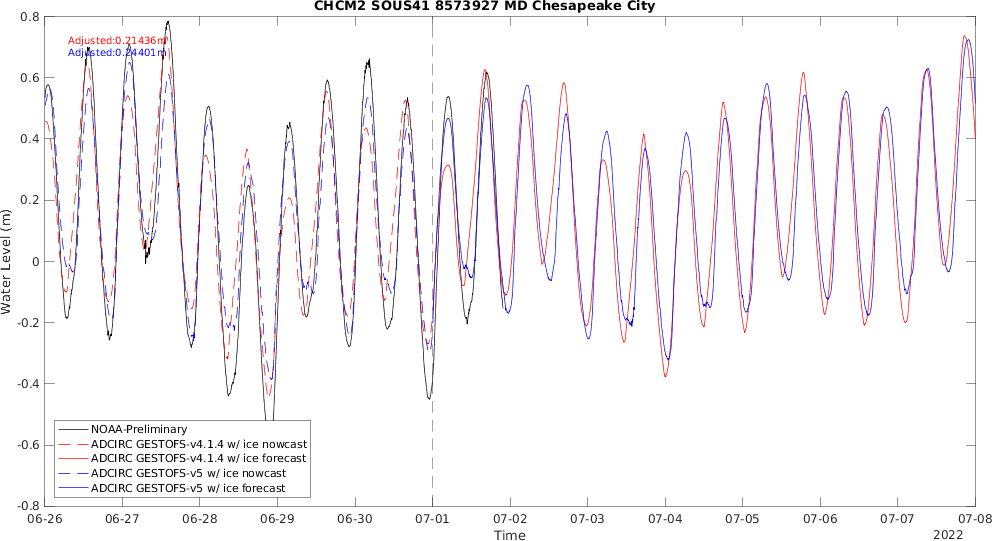 CHCM2 SOUS41 8573927 MD Chesapeake City
Adjusted:0.21436m
Adjusted:0.24401m
0.8
0.6
0.4
0.2
0
-0.2
-0.4
-0.6
-0.8
Water Level (m)
NOAA-Preliminary
ADCIRC GESTOFS-v4.1.4 w/ ice nowcast
ADCIRC GESTOFS-v4.1.4 w/ ice forecast
ADCIRC GESTOFS-v5 w/ ice nowcast
ADCIRC GESTOFS-v5 w/ ice forecast
06-26 06-27 06-28 06-29 06-30 07-01 07-02 07-03 07-04 07-05 07-06 07-07 07-08
Time
2022